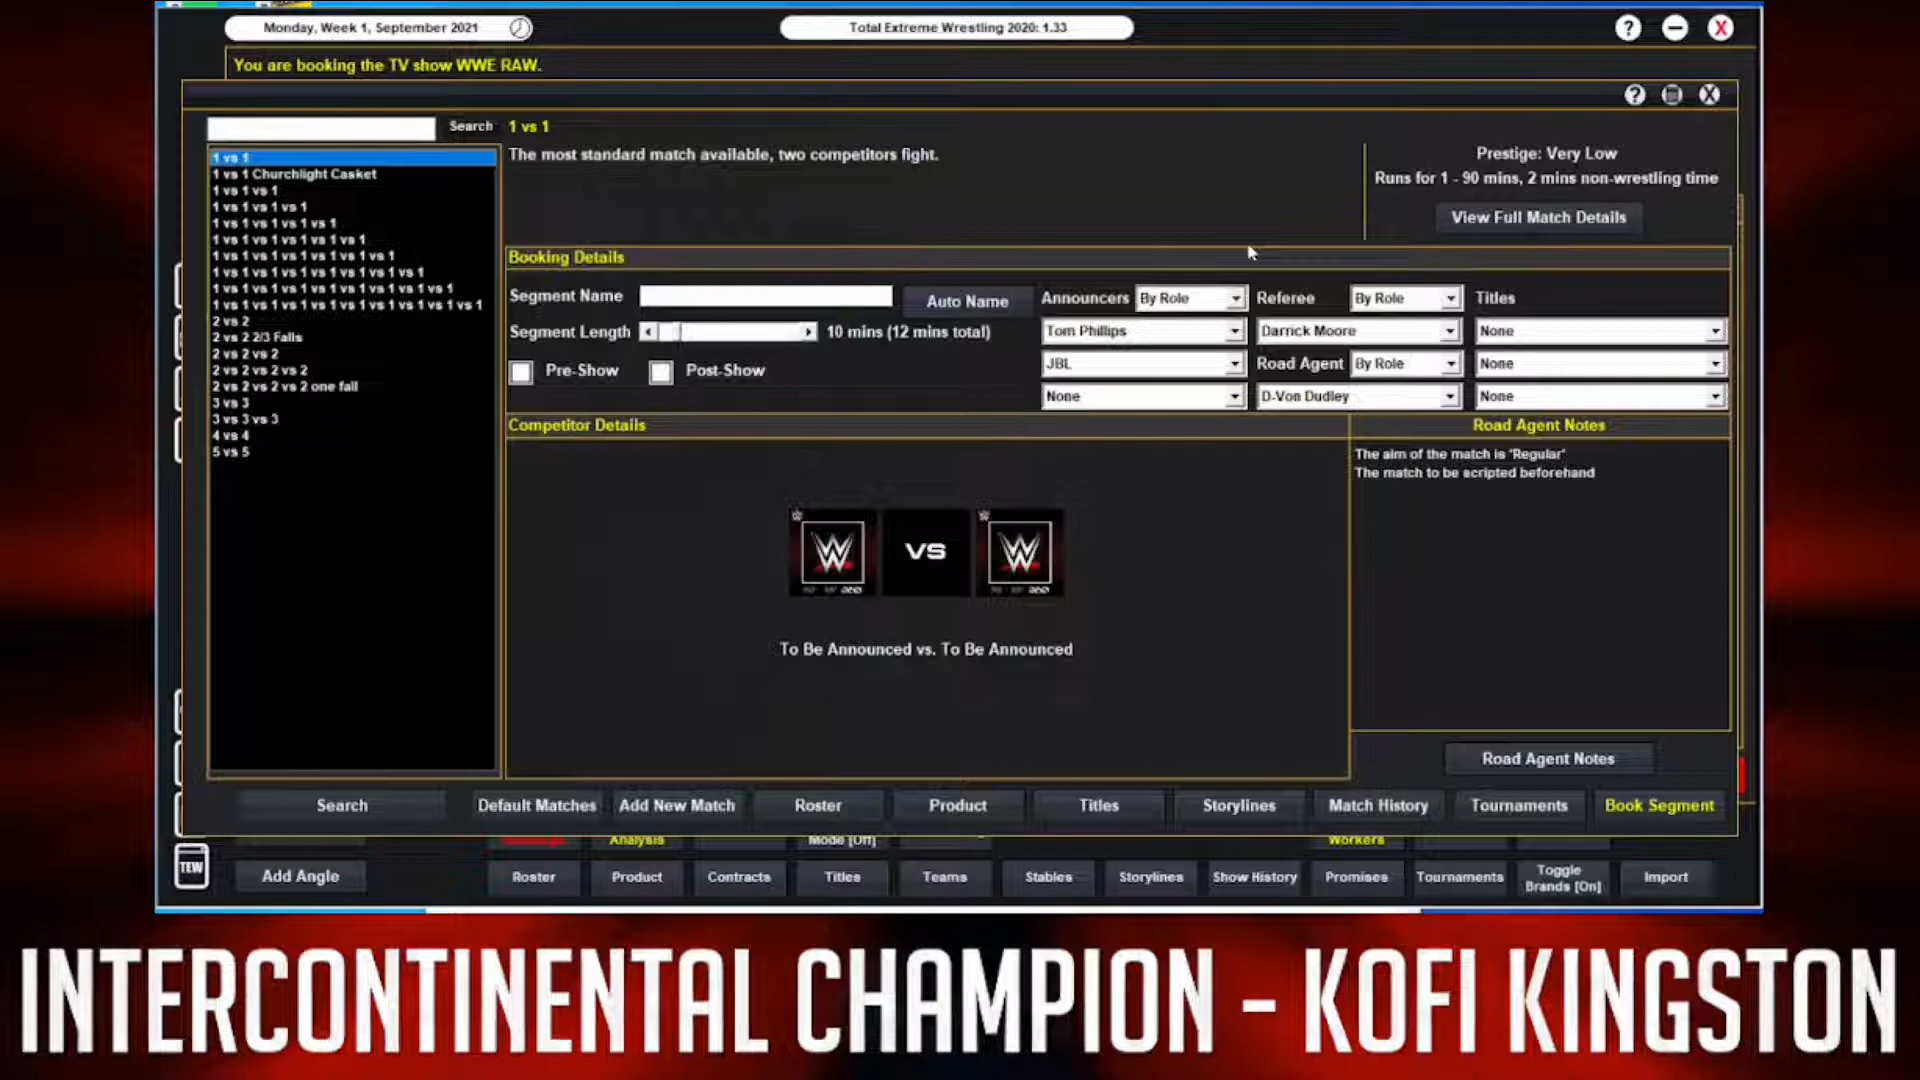 Monday, Week 1, September 2021
Total Extreme Wrestling 2020: 1.33
You are booking the TV show WWE RAW.
Search
1 vs 1
The most standard match available, two competitors fight.
Prestige: Very Low
Runs for 1 - 90 mins, 2 mins non-wrestling time
View Full Match Details
1 vs 1
1 vs 1 Churchlight Casket
1 vs 1 vs 1
1 vs 1 vs 1 vs 1
1 vs 1 vs 1 vs 1 vs 1
1 vs 1 vs 1 vs 1 vs 1 vs 1
1 vs 1 vs 1 vs 1 vs 1 vs 1 vs 1
1 vs 1 vs 1 vs 1 vs 1 vs 1 vs 1 vs 1
1 vs 1 vs 1 vs 1 vs 1 vs 1 vs 1 vs 1 vs 1
1 vs 1 vs 1 vs 1 vs 1 vs 1 vs 1 vs 1 vs 1 vs 1
2 vs 2
2 vs 2 2/3 Falls
2 vs 2 vs 2
2 vs 2 vs 2 vs 2
2 vs 2 vs 2 vs 2 one fall
3 vs 3
3 vs 3 vs 3
4 vs 4
5 vs 5
Booking Details
Segment Name
Auto Name
Announcers By Role
Referee By Role
Titles
Segment Length
10 mins (12 mins total)
Tom Phillips
Darrick Moore
None
Pre-Show
Post-Show
JBL
Road Agent By Role
None
None
D-Von Dudley
None
Competitor Details
Road Agent Notes
The aim of the match is 'Regular'
The match to be scripted beforehand
VS
To Be Announced vs. To Be Announced
Road Agent Notes
Search
Default Matches
Add New Match
Roster
Product
Titles
Storylines
Match History
Tournaments
Book Segment
Analysis
Mode [Off]
Workers
TEW
Add Angle
Roster
Product
Contracts
Titles
Teams
Stables
Storylines
Show History
Promises
Tournaments
Toggle
Brands [On]
Import
INTERCONTINENTAL CHAMPION - KOFI KINGSTON